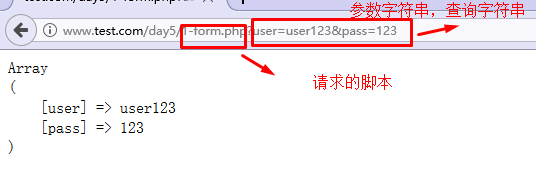 参数字符串，查询字符串
www.test.com/day5/1-form.php?user=user123&pass=123
请求的脚本
Array
(
[user] => user123
[pass] => 123
)